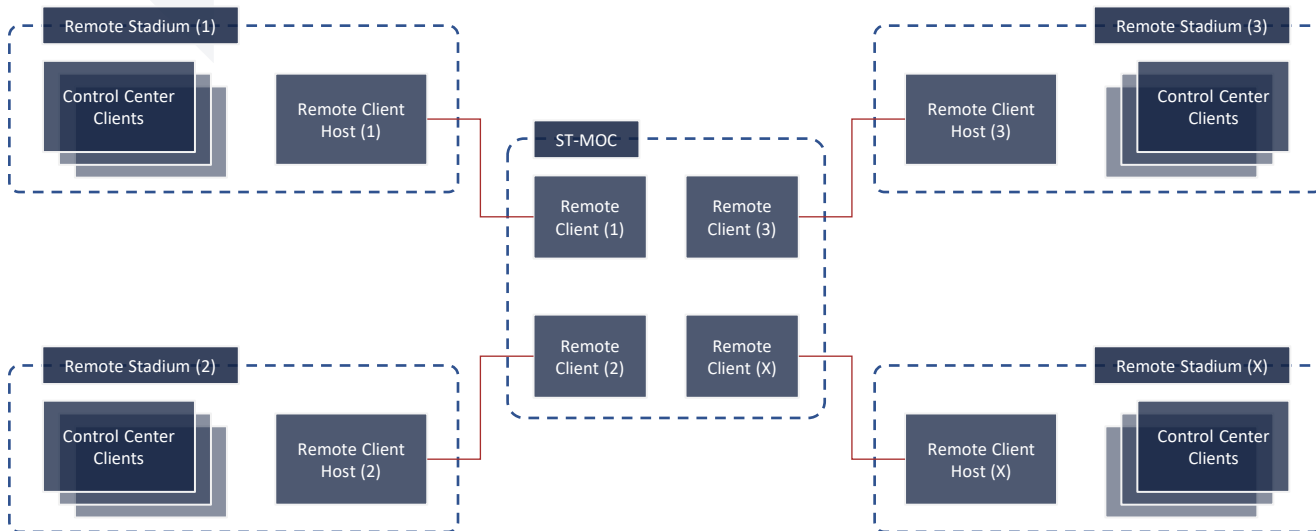 Remote Stadium (1)
Control Center
Clients
Remote Client
Host (1)
Remote Stadium (3)
Remote Client
Host (3)
Control Center
Clients
ST-MOC
Remote
Client (1)
Remote
Client (3)
Remote
Client (2)
Remote
Client (X)
Remote Stadium (2)
Control Center
Clients
Remote Client
Host (2)
Remote Stadium (X)
Remote Client
Host (X)
Control Center
Clients